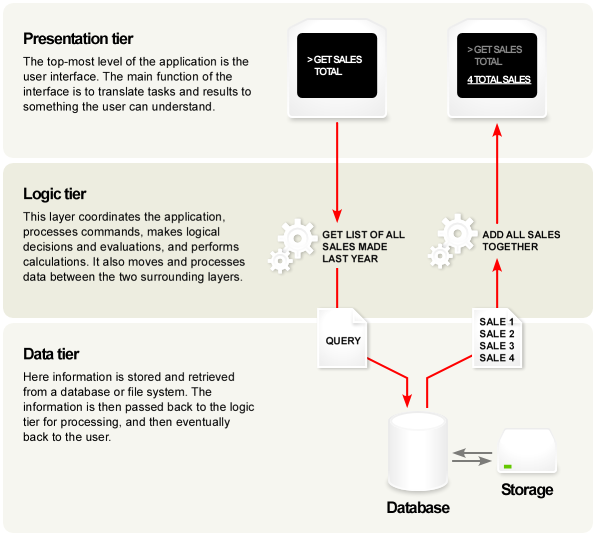 Presentation tier
The top-most level of the application is the
user interface. The main function of the
interface is to translate tasks and results to
something the user can understand.
> GET SALES
TOTAL
> GET SALES
TOTAL
4 TOTAL SALES
Logic tier
This layer coordinates the application,
processes commands, makes logical
decisions and evaluations, and performs
calculations. It also moves and processes
data between the two surrounding layers.
GET LIST OF ALL
SALES MADE
LAST YEAR
ADD ALL SALES
TOGETHER
QUERY
SALE 1
SALE 2
SALE 3
SALE 4
Data tier
Here information is stored and retrieved
from a database or file system. The
information is then passed back to the logic
tier for processing, and then eventually
back to the user.
Database
Storage